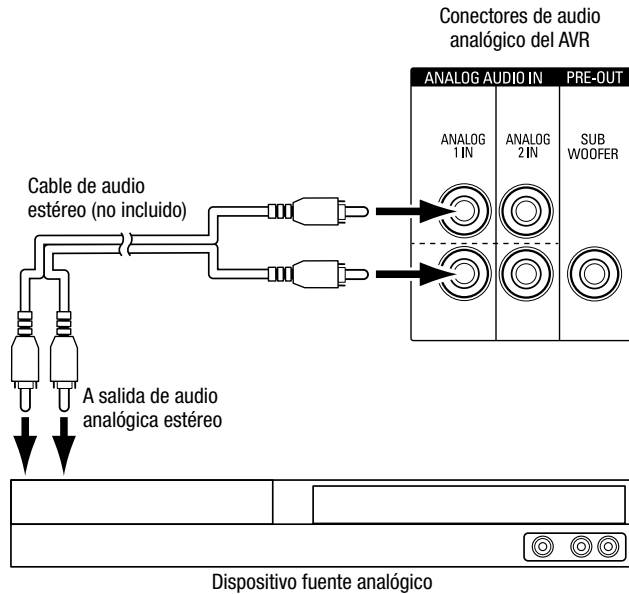 Conectores de audio
analógico del AVR
ANALOG AUDIO IN PRE-OUT
ANALOG
1 IN
ANALOG
2 IN
SUB
WOOFER
Cable de audio
estéreo (no incluido)
A salida de audio
analógica estéreo
Dispositivo fuente analógico